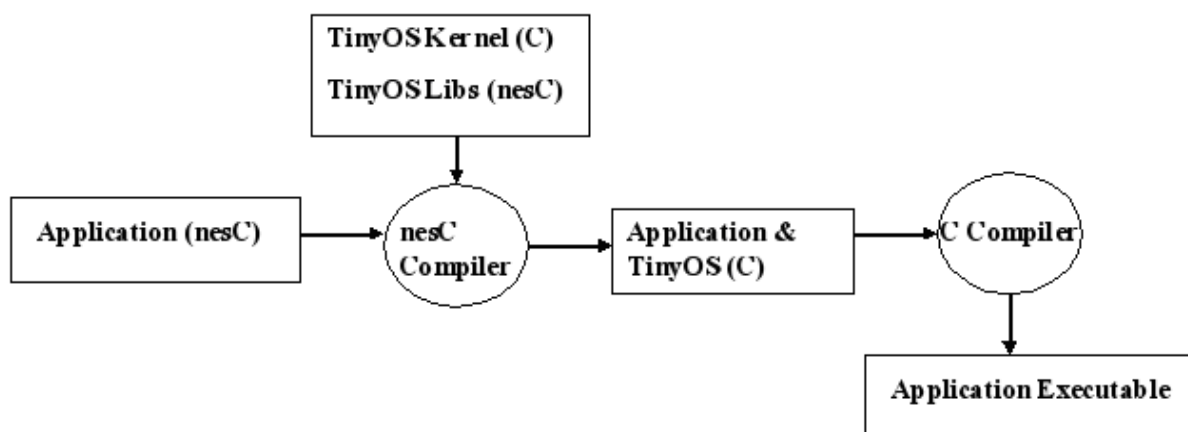 TinyOS Kernel (C)
TinyOS Libs (nesC)
Application (nesC)
nesC
Compiler
Application &
TinyOS (C)
C Compiler
Application Executable